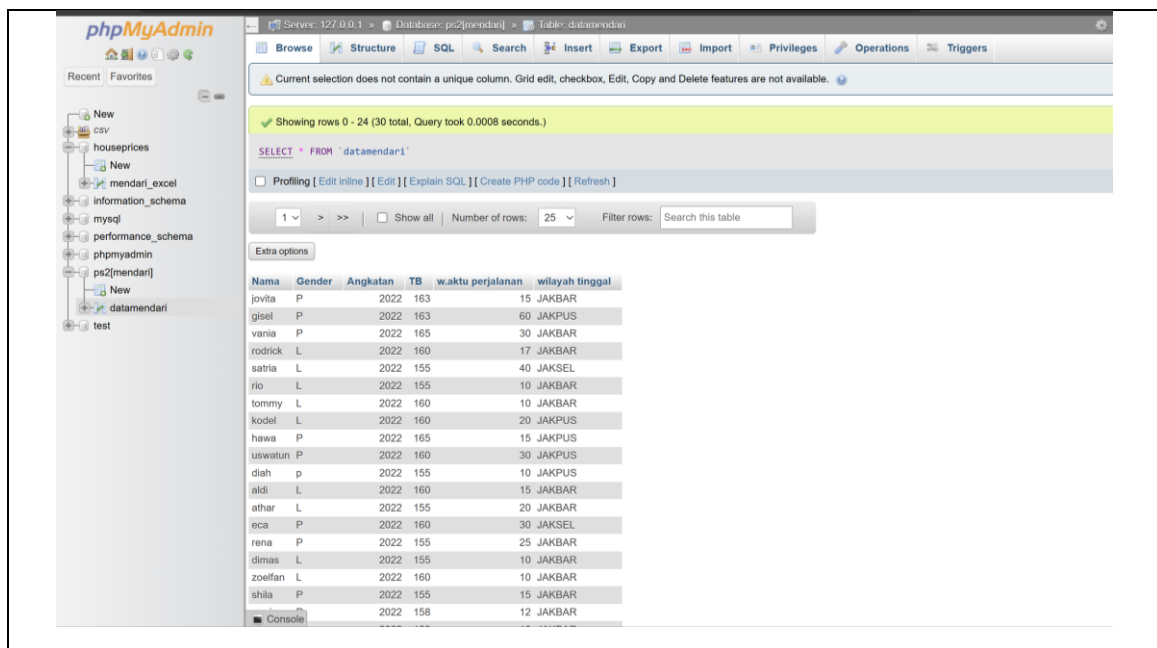 phpMyAdmin
Recent Favorites
New
csv
houseprices
New
mendari_excel
information_schema
mysql
performance_schema
phpmyadmin
ps2[mendari]
New
datamendari
test
Server: 127.0.0.1 » Database: ps2[mendari] » Table: datamendari
Browse Structure SQL Search Insert Export Import Privileges Operations Triggers
Current selection does not contain a unique column. Grid edit, checkbox, Edit, Copy and Delete features are not available.
Showing rows 0 - 24 (30 total, Query took 0.0008 seconds.)
SELECT * FROM `datamendari`
Profiling [ Edit inline ] [ Edit ] [ Explain SQL ] [ Create PHP code ] [ Refresh ]
1 > >> Show all Number of rows: 25 Filter rows: Search this table
Extra options
Nama Gender Angkatan TB w.aktu perjalanan wilayah tinggal
jovita P 2022 163 15 JAKBAR
gisel P 2022 163 60 JAKPUS
vania P 2022 165 30 JAKBAR
rodrick L 2022 160 17 JAKBAR
satria L 2022 155 40 JAKSEL
rio L 2022 155 10 JAKBAR
tommy L 2022 160 10 JAKBAR
kodel L 2022 160 20 JAKPUS
hawa P 2022 165 15 JAKPUS
uswatun P 2022 160 30 JAKPUS
diah p 2022 155 10 JAKPUS
aldi L 2022 160 15 JAKBAR
athar L 2022 155 20 JAKBAR
eca P 2022 160 30 JAKSEL
rena P 2022 155 25 JAKBAR
dimas L 2022 155 10 JAKBAR
zoelfan L 2022 160 10 JAKBAR
shila P 2022 155 15 JAKBAR
2022 158 12 JAKBAR
Console